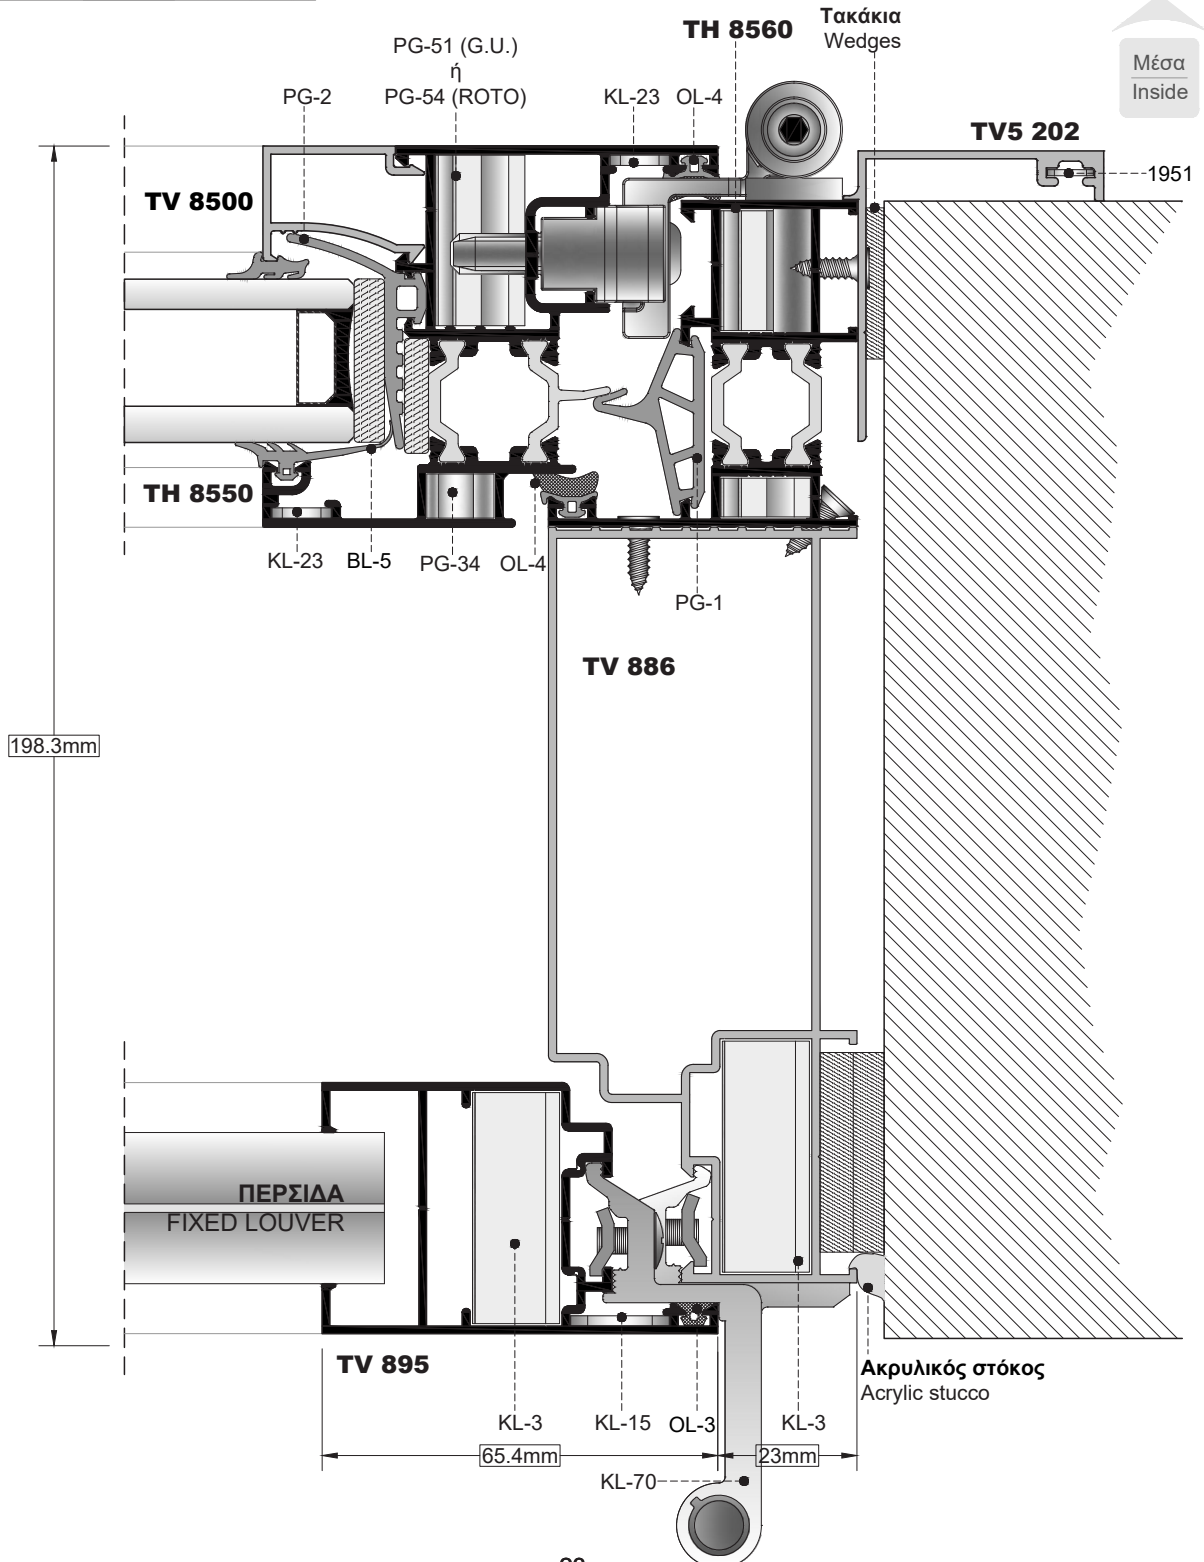 Τακάκια
Wedges
TH 8560
Μέσα
Inside
PG-51 (G.U.)
ή
PG-54 (ROTO)
PG-2
KL-23
OL-4
TV5 202
1951
TV 8500
TH 8550
KL-23
BL-5
PG-34
OL-4
PG-1
TV 886
198.3mm
ΠΕΡΣΙΔΑ
FIXED LOUVER
TV 895
Ακρυλικός στόκος
Acrylic stucco
KL-3
KL-15
OL-3
KL-3
65.4mm
23mm
KL-70